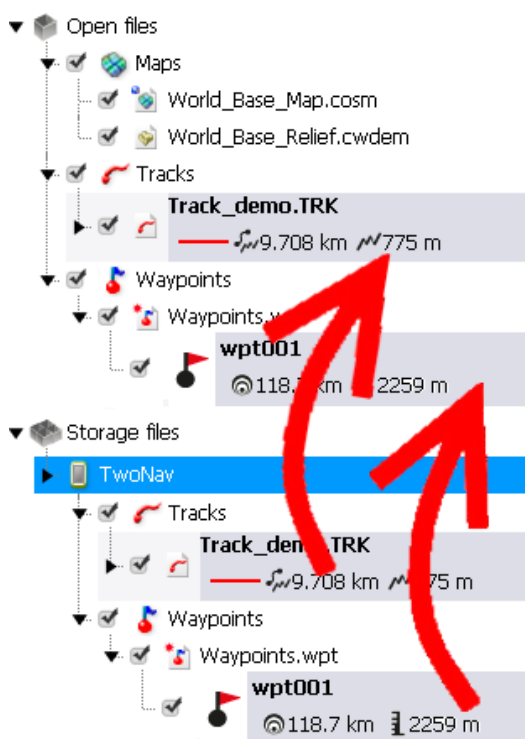 Open files
Maps
World_Base_Map.cosm
World_Base_Relief.cwdem
Tracks
Track_demo.TRK
9.708 km 775 m
Waypoints
wpt001
km 2259 m
Storage files
TwoNav
Tracks
9.708 km
Waypoints
Waypoints.wpt
wpt001
118.7 km 2259 m